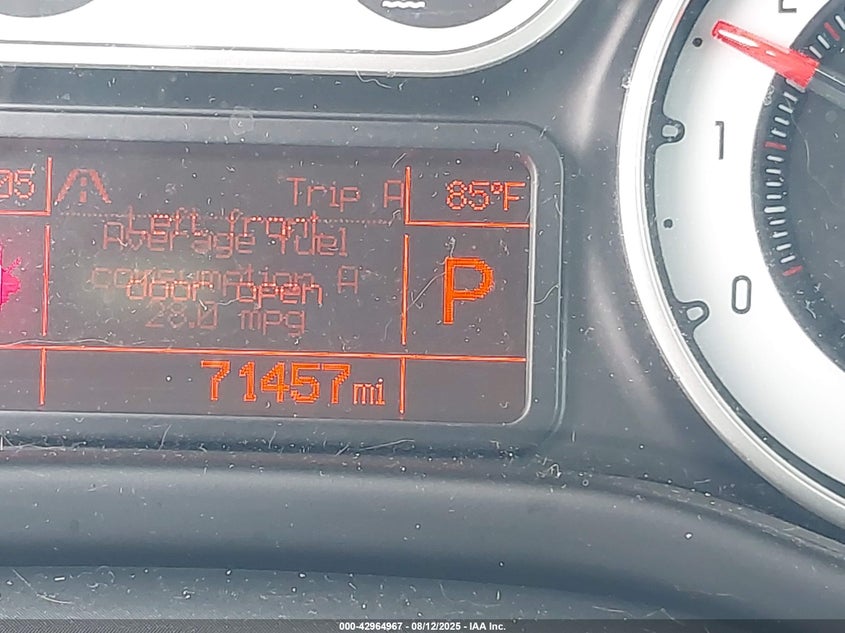 05
Trip A
85°F
Left front
Average fuel
consumption A
door open
28.0 mpg
P
71457mi
1
0
000-42964967 - 08/12/2025 - IAA Inc.